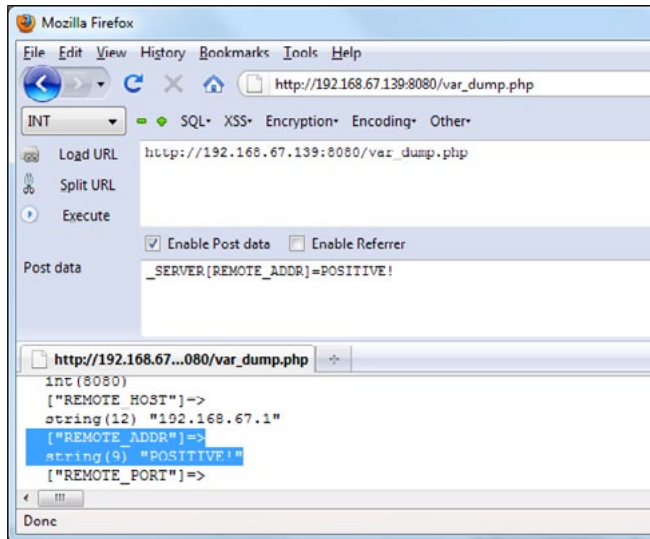 Mozilla Firefox
File Edit View History Bookmarks Tools Help
http://192.168.67.139:8080/var_dump.php
INT SQL XSS Encryption Encoding Other
Load URL http://192.168.67.139:8080/var_dump.php
Split URL
Execute
Enable Post data Enable Referrer
Post data _SERVER[REMOTE_ADDR]=POSITIVE!
http://192.168.67...080/var_dump.php
int(8080)
["REMOTE_HOST"]=>
string(12) "192.168.67.1"
["REMOTE_ADDR"]=>
string(9) "POSITIVE!"
["REMOTE_PORT"]=>
Done